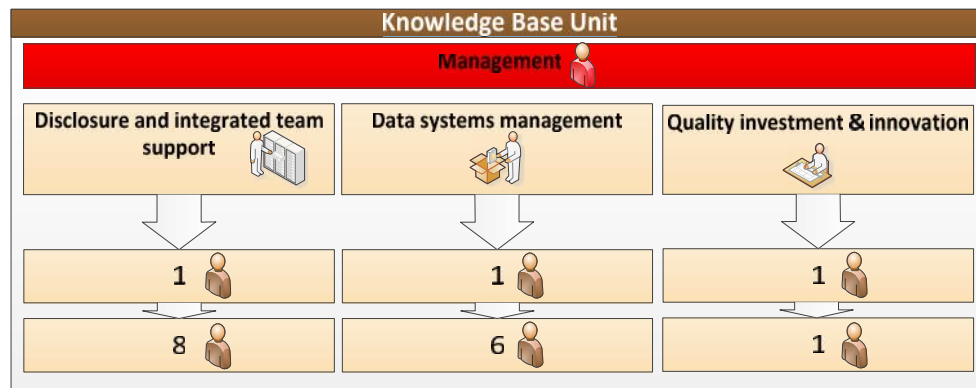 Knowledge Base Unit
Management
Disclosure and integrated team
support
Data systems management
Quality investment & innovation
1
1
1
8
6
1